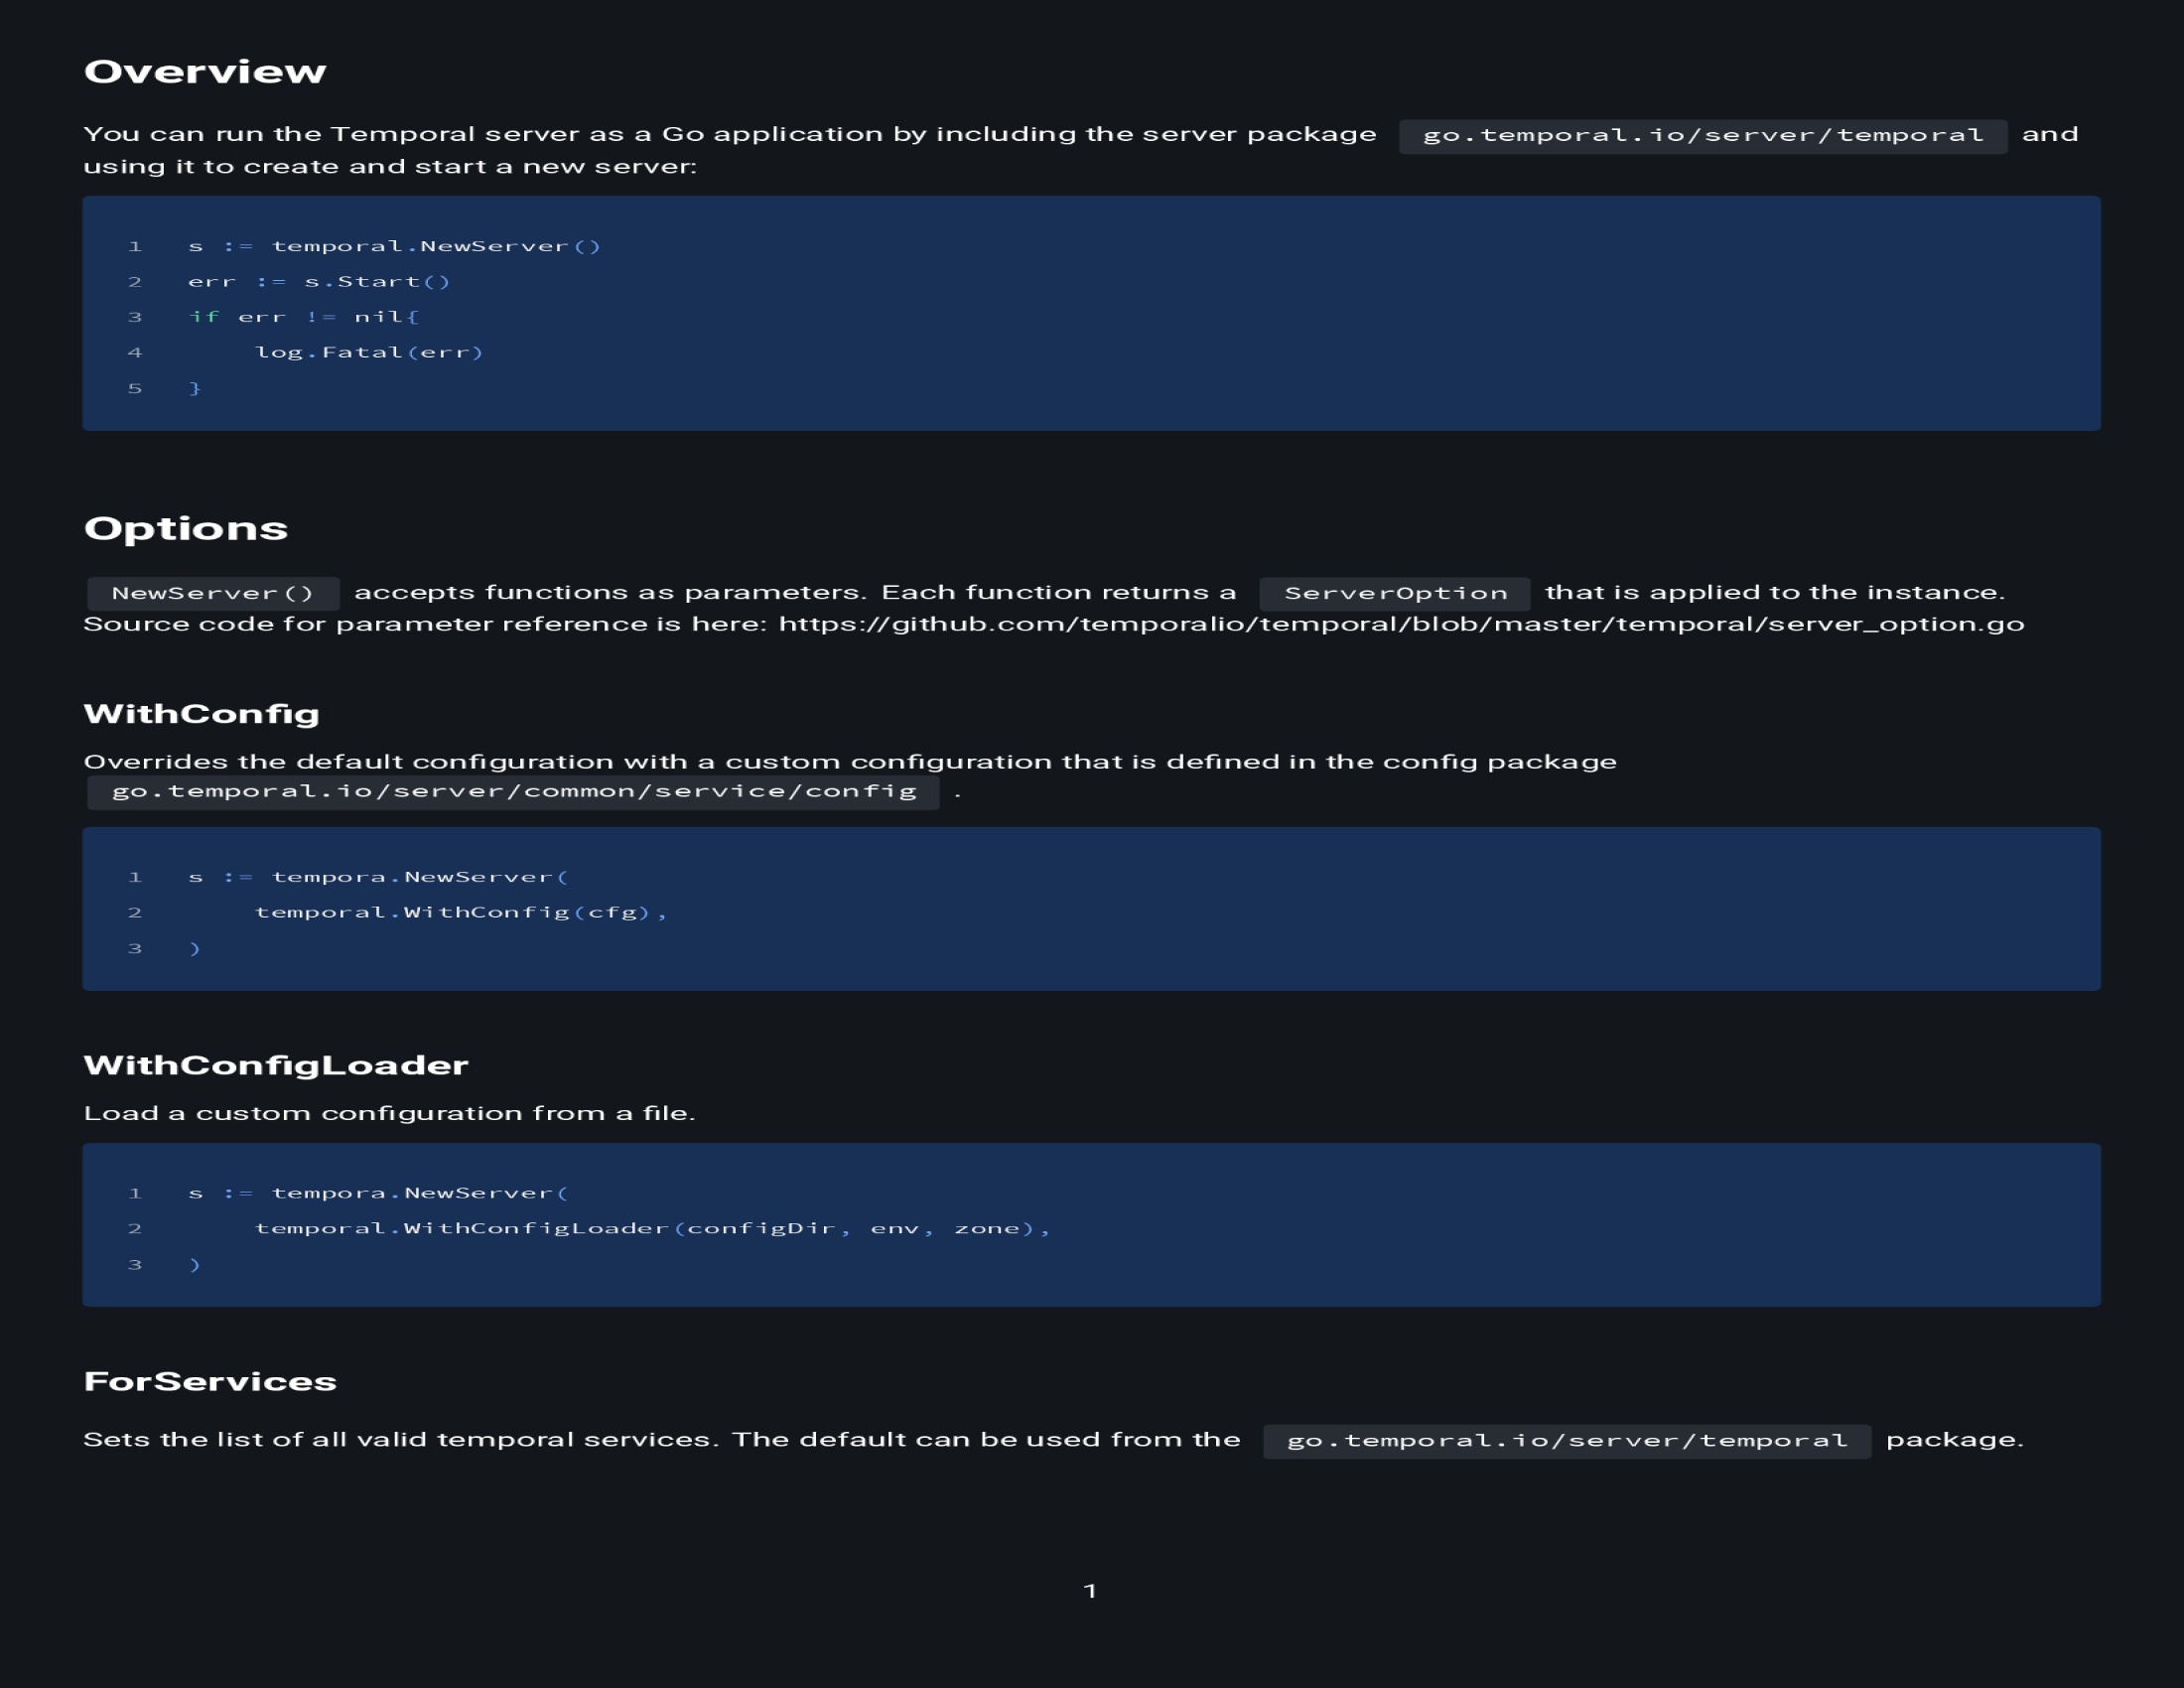 Overview
You can run the Temporal server as a Go application by including the server package go.temporal.io/server/temporal and
using it to create and start a new server:
1 s := temporal.NewServer()
2 err := s.Start()
3 if err != nil{
4     log.Fatal(err)
5 }
Options
NewServer() accepts functions as parameters. Each function returns a ServerOption that is applied to the instance.
Source code for parameter reference is here: https://github.com/temporalio/temporal/blob/master/temporal/server_option.go
WithConfig
Overrides the default configuration with a custom configuration that is defined in the config package
go.temporal.io/server/common/service/config .
1 s := tempora.NewServer(
2     temporal.WithConfig(cfg),
3 )
WithConfigLoader
Load a custom configuration from a file.
1 s := tempora.NewServer(
2     temporal.WithConfigLoader(configDir, env, zone),
3 )
ForServices
Sets the list of all valid temporal services. The default can be used from the go.temporal.io/server/temporal package.
1